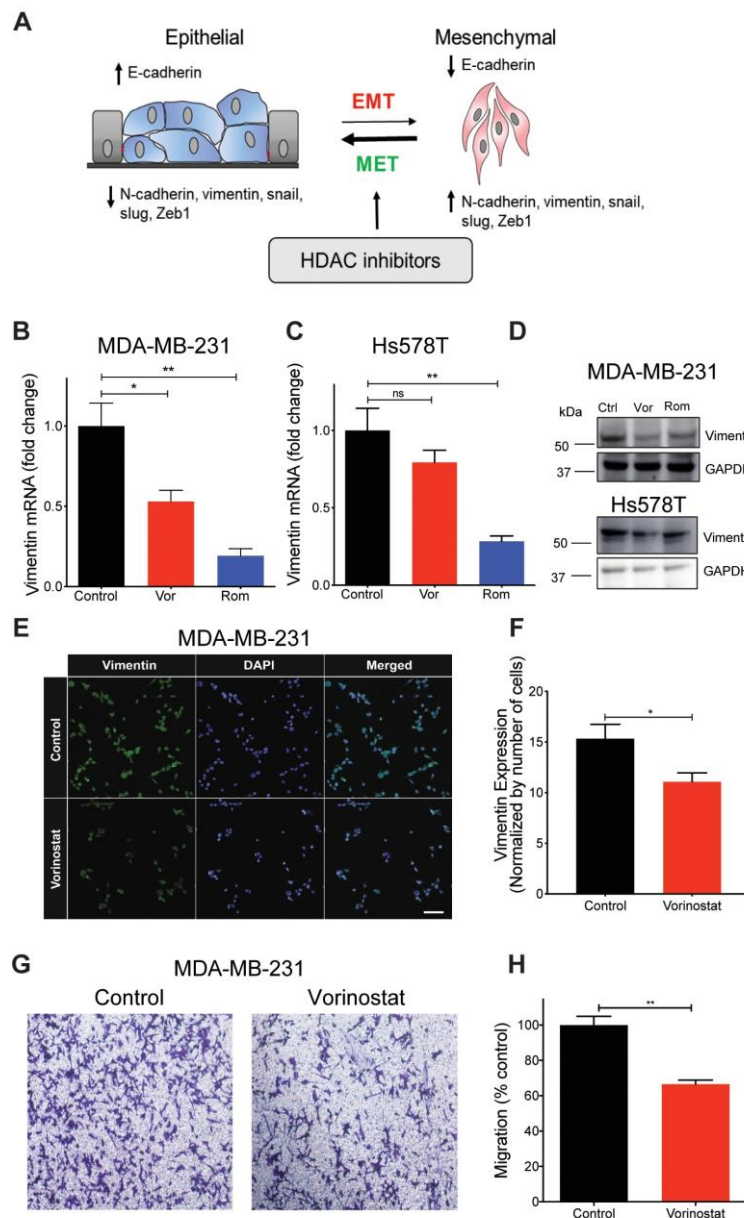 A
Epithelial
Mesenchymal
↑ E-cadherin
↓ E-cadherin
EMT
MET
↓ N-cadherin, vimentin, snail,
slug, Zeb1
↑ N-cadherin, vimentin, snail,
slug, Zeb1
HDAC inhibitors
B
MDA-MB-231
**
*
Vimentin mRNA (fold change)
1.0
0.5
0.0
Control
Vor
Rom
C
Hs578T
**
ns
Vimentin mRNA (fold change)
1.0
0.5
0.0
Control
Vor
Rom
D
MDA-MB-231
kDa
Ctrl
Vor
Rom
50
Viment
37
GAPDH
Hs578T
50
Viment
37
GAPDH
E
MDA-MB-231
Vimentin
DAPI
Merged
Control
Vorinostat
F
Vimentin Expression
(Normalized by number of cells)
20
15
10
5
0
*
Control
Vorinostat
G
MDA-MB-231
Control
Vorinostat
H
Migration (% control)
100
80
60
40
20
0
**
Control
Vorinostat